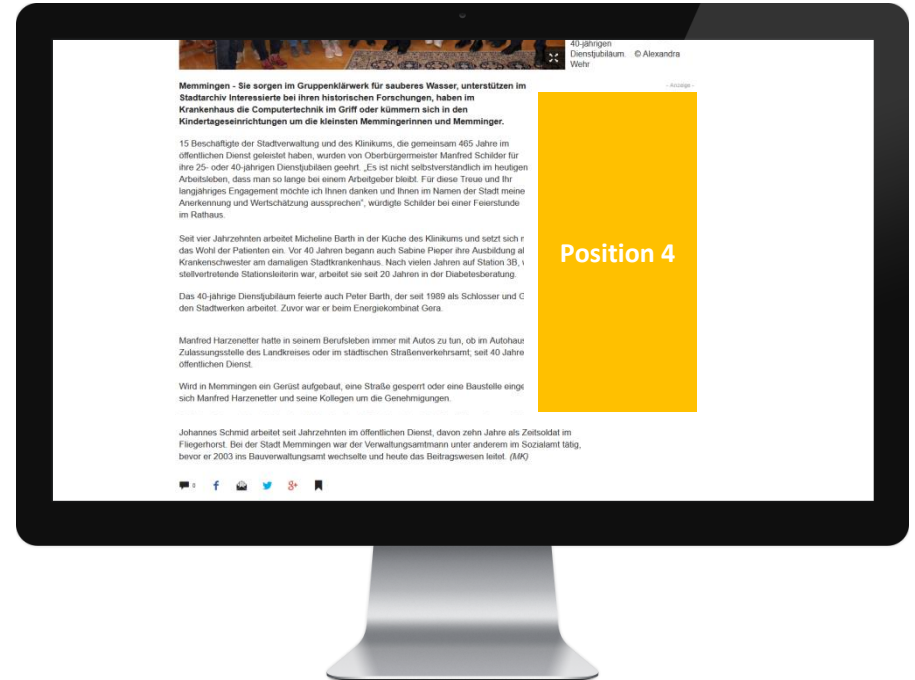 40-jährigen
Dienstjubiläum. © Alexandra
Wehr
- Anzeige -
Memmingen - Sie sorgen im Gruppenklärwerk für sauberes Wasser, unterstützen im
Stadtarchiv Interessierte bei ihren historischen Forschungen, haben im
Krankenhaus die Computertechnik im Griff oder kümmern sich in den
Kindertageseinrichtungen um die kleinsten Memmingerinnen und Memminger.
15 Beschäftigte der Stadtverwaltung und des Klinikums, die gemeinsam 465 Jahre im
öffentlichen Dienst geleistet haben, wurden von Oberbürgermeister Manfred Schilder für
ihre 25- oder 40-jährigen Dienstjubiläen geehrt. „Es ist nicht selbstverständlich im heutigen
Arbeitsleben, dass man so lange bei einem Arbeitgeber bleibt. Für diese Treue und Ihr
langjähriges Engagement möchte ich Ihnen danken und Ihnen im Namen der Stadt meine
Anerkennung und Wertschätzung aussprechen“, würdigte Schilder bei einer Feierstunde
im Rathaus.
Seit vier Jahrzehnten arbeitet Micheline Barth in der Küche des Klinikums und setzt sich
das Wohl der Patienten ein. Vor 40 Jahren begann auch Sabine Pieper ihre Ausbildung
Krankenschwester am damaligen Stadtkrankenhaus. Nach vielen Jahren auf Station 3B,
stellvertretende Stationsleiterin war, arbeitet sie seit 20 Jahren in der Diabetesberatung.
Das 40-jährige Dienstjubiläum feierte auch Peter Barth, der seit 1989 als Schlosser und
den Stadtwerken arbeitet. Zuvor war er beim Energiekombinat Gera.
Manfred Harzenetter hatte in seinem Berufsleben immer mit Autos zu tun, ob im Autohaus
Zulassungsstelle des Landkreises oder im städtischen Straßenverkehrsamt; seit 40 Jahre
öffentlichen Dienst.
Wird in Memmingen ein Gerüst aufgebaut, eine Straße gesperrt oder eine Baustelle einge
sich Manfred Harzenetter und seine Kollegen um die Genehmigungen.
Position 4
Johannes Schmid arbeitet seit Jahrzehnten im öffentlichen Dienst, davon zehn Jahre als Zeitsoldat im
Fliegerhorst. Bei der Stadt Memmingen war der Verwaltungsamtmann unter anderem im Sozialamt tätig,
bevor er 2003 ins Bauverwaltungsamt wechselte und heute das Beitragswesen leitet. (MK)